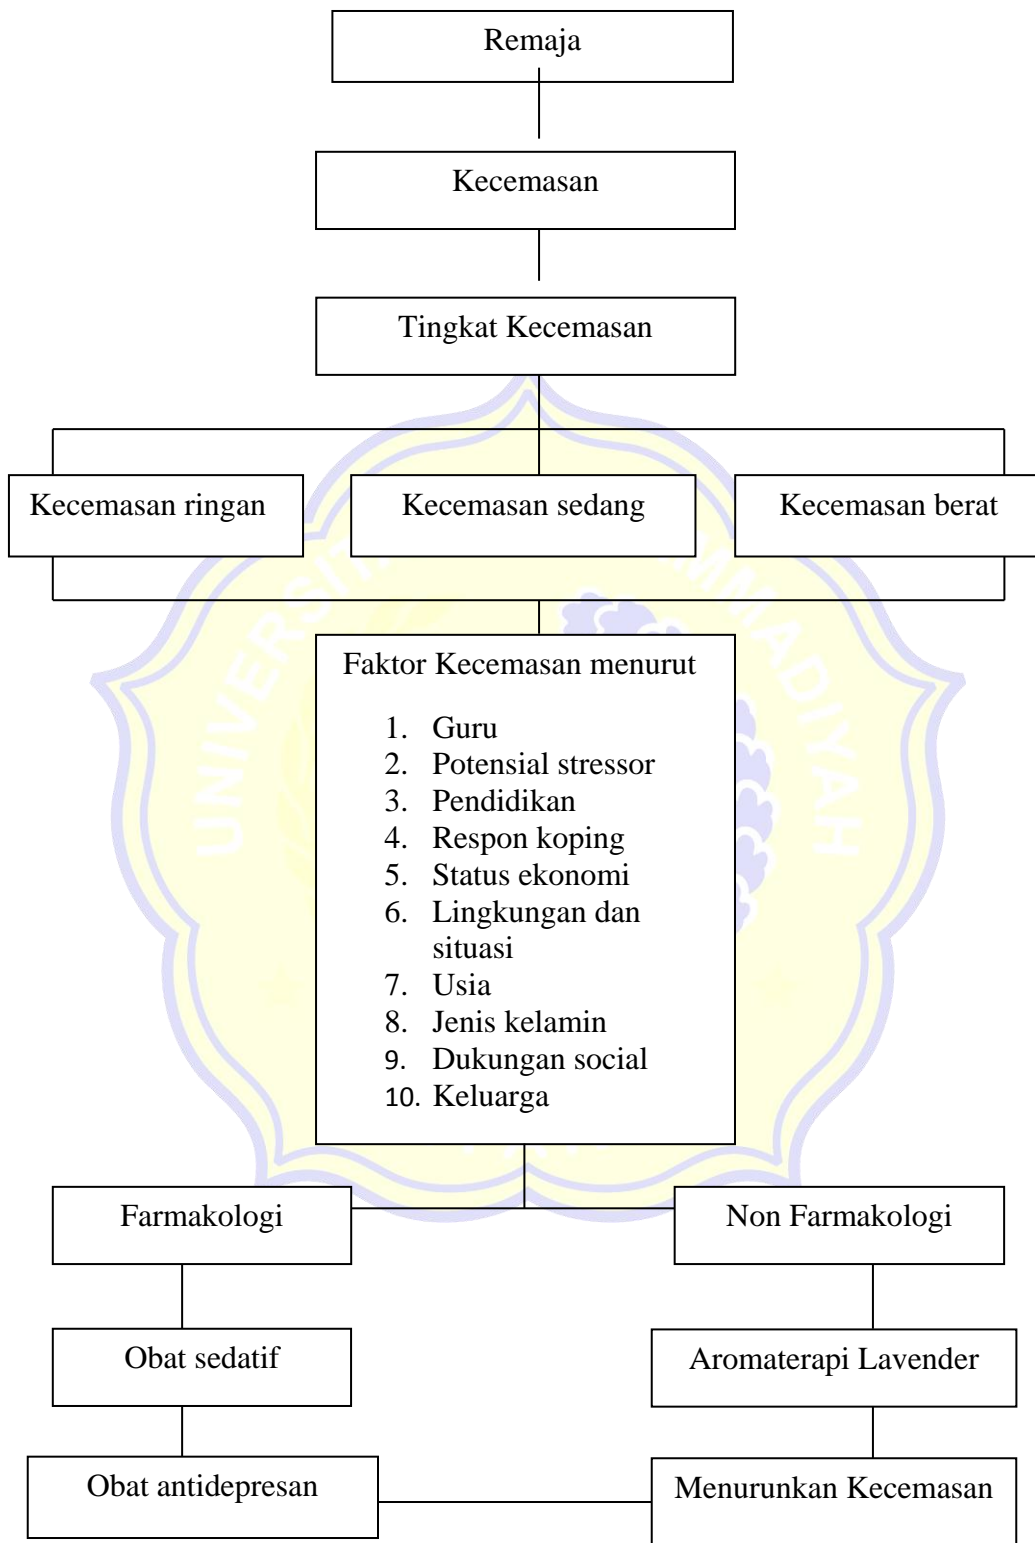 Remaja
Kecemasan
Tingkat Kecemasan
Kecemasan ringan
Kecemasan sedang
Kecemasan berat
Faktor Kecemasan menurut
1. Guru
2. Potensial stressor
3. Pendidikan
4. Respon koping
5. Status ekonomi
6. Lingkungan dan
situasi
7. Usia
8. Jenis kelamin
9. Dukungan social
10. Keluarga
Farmakologi
Non Farmakologi
Obat sedatif
Aromaterapi Lavender
Obat antidepresan
Menurunkan Kecemasan